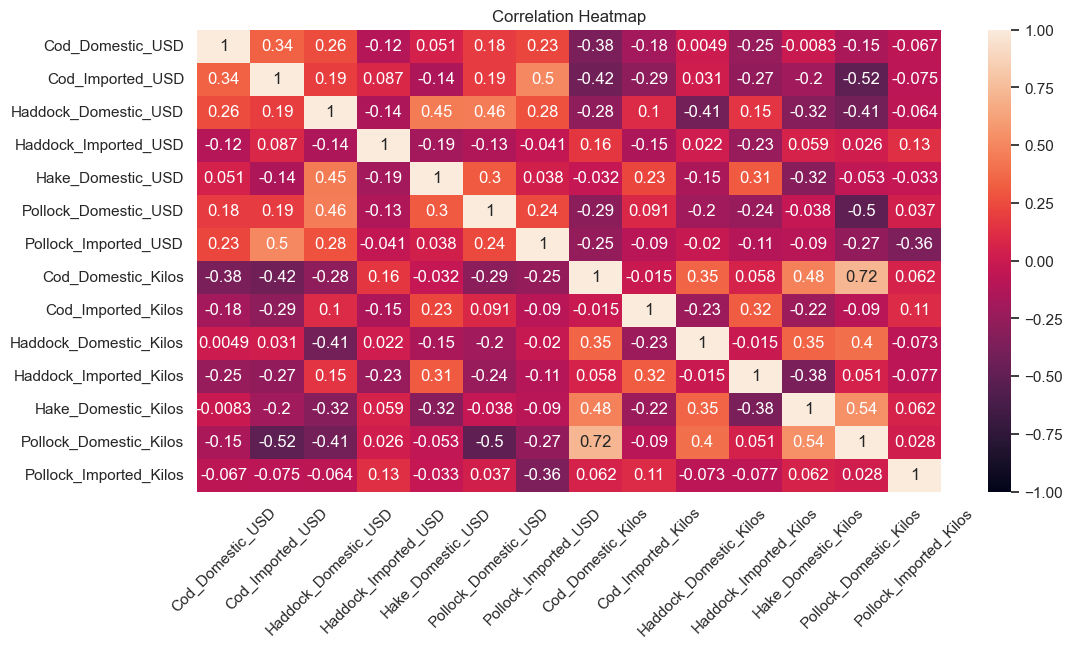 Correlation Heatmap
Cod_Domestic_USD 1 0.34 0.26 -0.12 0.051 0.18 0.23 -0.38 -0.18 0.0049 -0.25 -0.0083 -0.15 -0.067
Cod_Imported_USD 0.34 1 0.19 0.087 -0.14 0.19 0.5 -0.42 -0.29 0.031 -0.27 -0.2 -0.52 -0.075
Haddock_Domestic_USD 0.26 0.19 1 -0.14 0.45 0.46 0.28 -0.28 0.1 -0.41 0.15 -0.32 -0.41 -0.064
Haddock_Imported_USD -0.12 0.087 -0.14 1 -0.19 -0.13 -0.041 0.16 -0.15 0.022 -0.23 0.059 0.026 0.13
Hake_Domestic_USD 0.051 -0.14 0.45 -0.19 1 0.3 0.038 -0.032 0.23 -0.15 0.31 -0.32 -0.053 -0.033
Pollock_Domestic_USD 0.18 0.19 0.46 -0.13 0.3 1 0.24 -0.29 0.091 -0.2 -0.24 -0.038 -0.5 0.037
Pollock_Imported_USD 0.23 0.5 0.28 -0.041 0.038 0.24 1 -0.25 -0.09 -0.02 -0.11 -0.09 -0.27 -0.36
Cod_Domestic_Kilos -0.38 -0.42 -0.28 0.16 -0.032 -0.29 -0.25 1 -0.015 0.35 0.058 0.48 0.72 0.062
Cod_Imported_Kilos -0.18 -0.29 0.1 -0.15 0.23 0.091 -0.09 -0.015 1 -0.23 0.32 -0.22 -0.09 0.11
Haddock_Domestic_Kilos 0.0049 0.031 -0.41 0.022 -0.15 -0.2 -0.02 0.35 -0.23 1 -0.015 0.35 0.4 -0.073
Haddock_Imported_Kilos -0.25 -0.27 0.15 -0.23 0.31 -0.24 -0.11 0.058 0.32 -0.015 1 -0.38 0.051 -0.077
Hake_Domestic_Kilos -0.0083 -0.2 -0.32 0.059 -0.32 -0.038 -0.09 0.48 -0.22 0.35 -0.38 1 0.54 0.062
Pollock_Domestic_Kilos -0.15 -0.52 -0.41 0.026 -0.053 -0.5 -0.27 0.72 -0.09 0.4 0.051 0.54 1 0.028
Pollock_Imported_Kilos -0.067 -0.075 -0.064 0.13 -0.033 0.037 -0.36 0.062 0.11 -0.073 -0.077 0.062 0.028 1
Cod_Domestic_USD
Cod_Imported_USD
Haddock_Domestic_USD
Haddock_Imported_USD
Hake_Domestic_USD
Pollock_Domestic_USD
Pollock_Imported_USD
Cod_Domestic_Kilos
Cod_Imported_Kilos
Haddock_Domestic_Kilos
Haddock_Imported_Kilos
Hake_Domestic_Kilos
Pollock_Domestic_Kilos
Pollock_Imported_Kilos
1.00
0.75
0.50
0.25
0.00
-0.25
-0.50
-0.75
-1.00